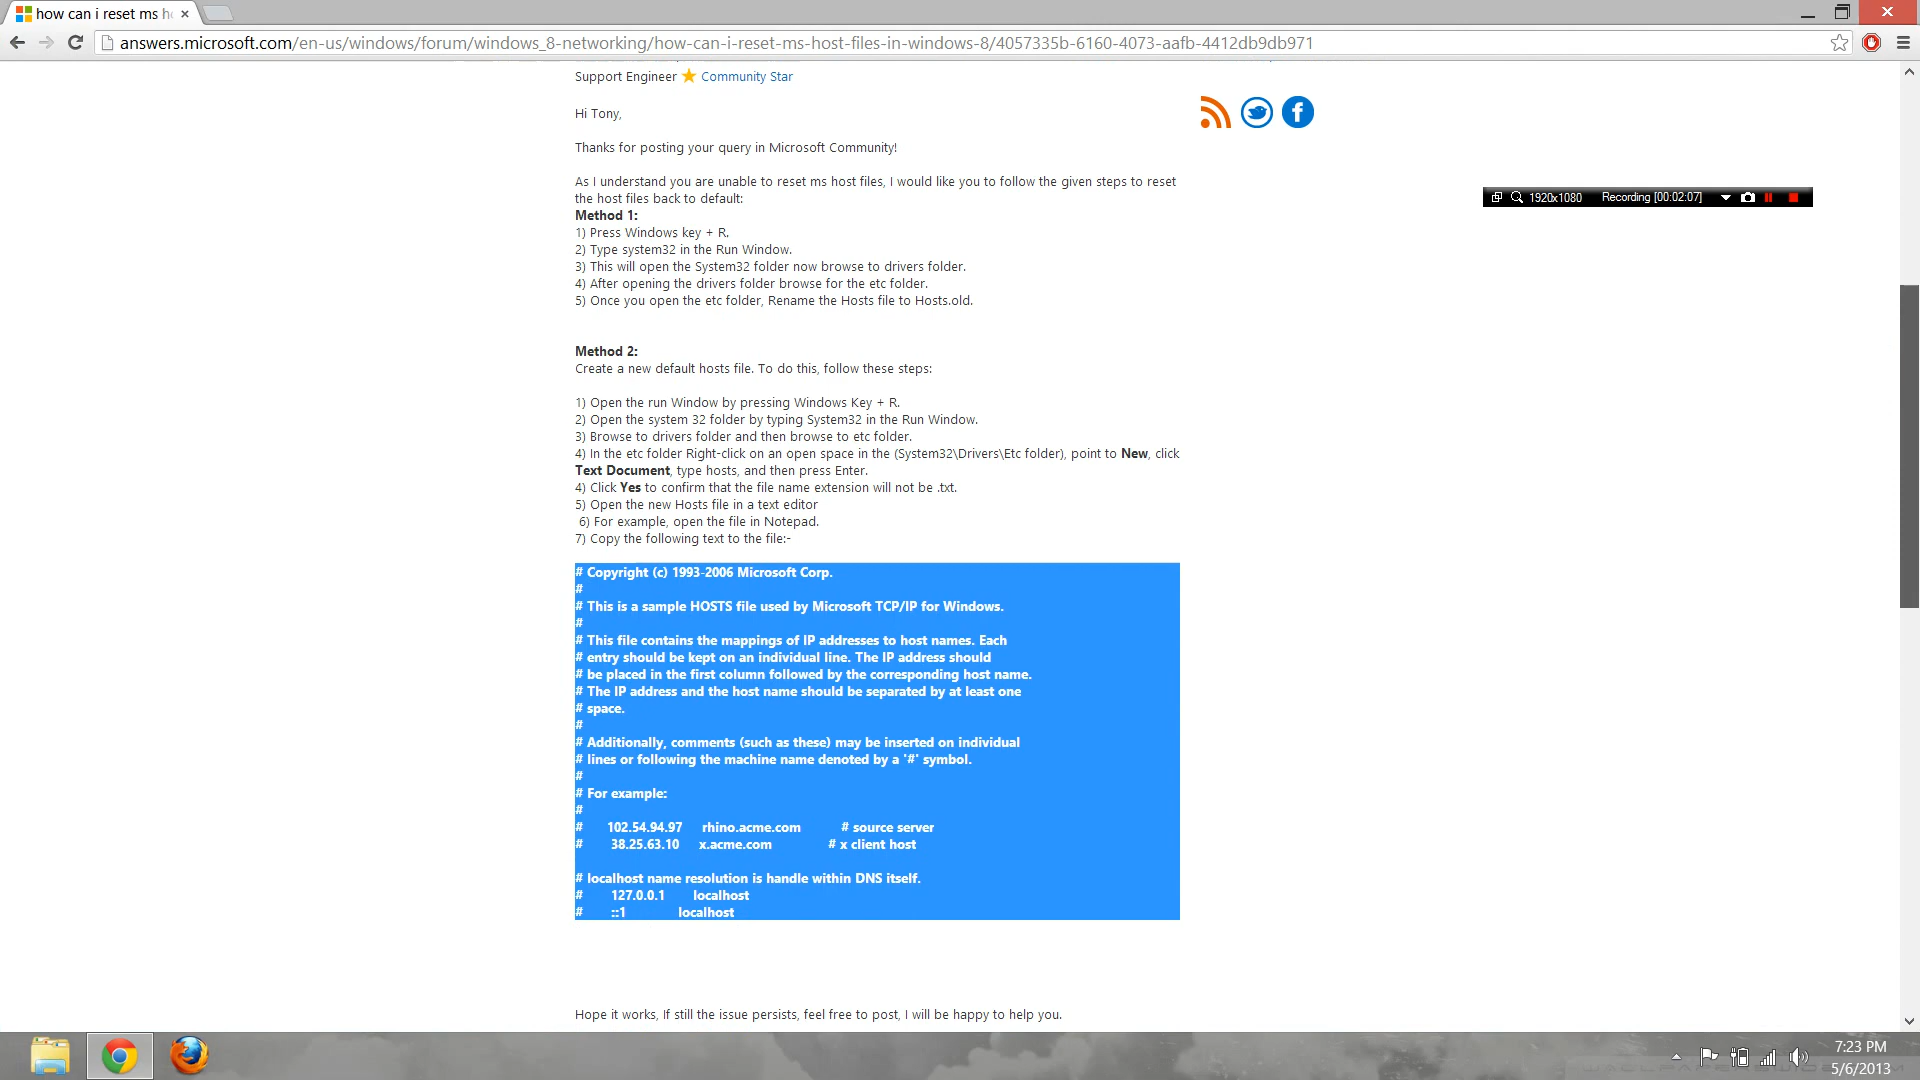 how can i reset ms h
answers.microsoft.com/en-us/windows/forum/windows_8-networking/how-can-i-reset-ms-host-files-in-windows-8/4057335b-6160-4073-aafb-4412db9db971
Support Engineer Community Star
Hi Tony,
Thanks for posting your query in Microsoft Community!
As I understand you are unable to reset ms host files, I would like you to follow the given steps to reset
the host files back to default:
Method 1:
1) Press Windows key + R.
2) Type system32 in the Run Window.
3) This will open the System32 folder now browse to drivers folder.
4) After opening the drivers folder browse for the etc folder.
5) Once you open the etc folder, Rename the Hosts file to Hosts.old.
1920x1080 Recording [00:02:07]
Method 2:
Create a new default hosts file. To do this, follow these steps:
1) Open the run Window by pressing Windows Key + R.
2) Open the system 32 folder by typing System32 in the Run Window.
3) Browse to drivers folder and then browse to etc folder.
4) In the etc folder Right-click on an open space in the (System32\Drivers\Etc folder), point to New, click
Text Document, type hosts, and then press Enter.
4) Click Yes to confirm that the file name extension will not be .txt.
5) Open the new Hosts file in a text editor
6) For example, open the file in Notepad.
7) Copy the following text to the file:-
# Copyright (c) 1993-2006 Microsoft Corp.
#
# This is a sample HOSTS file used by Microsoft TCP/IP for Windows.
#
# This file contains the mappings of IP addresses to host names. Each
# entry should be kept on an individual line. The IP address should
# be placed in the first column followed by the corresponding host name.
# The IP address and the host name should be separated by at least one
# space.
#
# Additionally, comments (such as these) may be inserted on individual
# lines or following the machine name denoted by a '#' symbol.
#
# For example:
#
# 102.54.94.97 rhino.acme.com # source server
# 38.25.63.10 x.acme.com # x client host
# localhost name resolution is handle within DNS itself.
# 127.0.0.1 localhost
# ::1 localhost
Hope it works, If still the issue persists, feel free to post, I will be happy to help you.
7:23 PM
5/6/2013